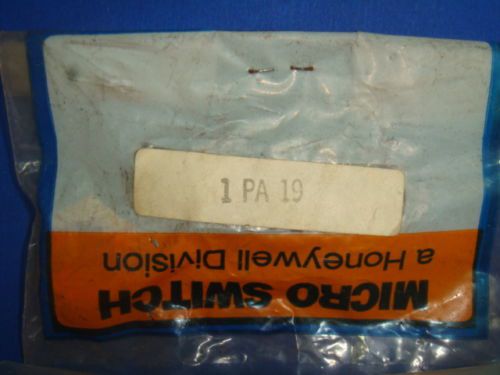 1 PA 19
MICRO SWITCH
a Honeywell Division